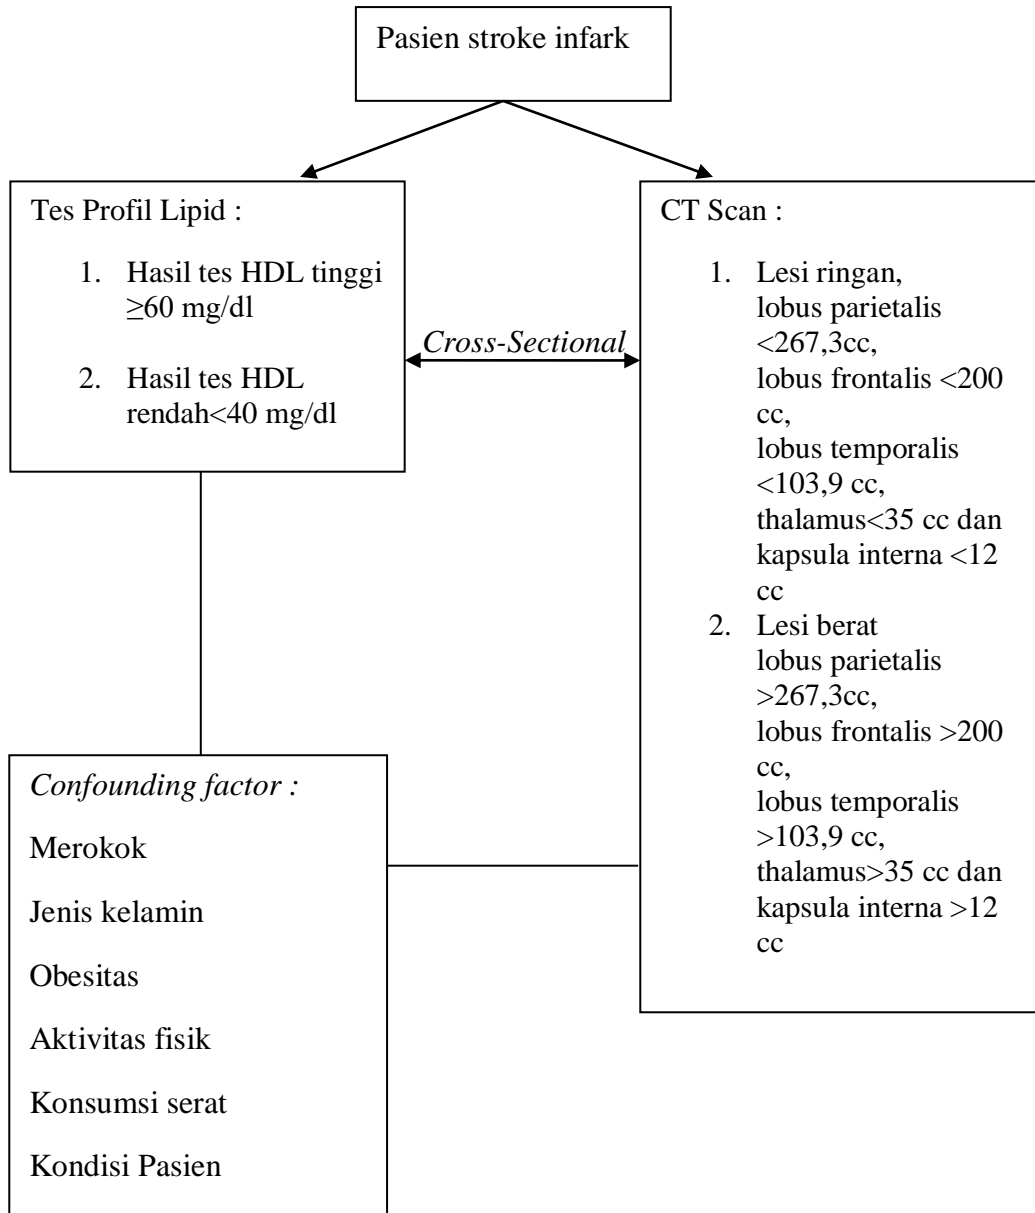 Pasien stroke infark
Tes Profil Lipid :
1. Hasil tes HDL tinggi
≥60 mg/dl
2. Hasil tes HDL
rendah<40 mg/dl
Cross-Sectional
CT Scan :
1. Lesi ringan,
lobus parietalis
<267,3cc,
lobus frontalis <200
cc,
lobus temporalis
<103,9 cc,
thalamus<35 cc dan
kapsula interna <12
cc
2. Lesi berat
lobus parietalis
>267,3cc,
lobus frontalis >200
cc,
lobus temporalis
>103,9 cc,
thalamus>35 cc dan
kapsula interna >12
cc
Confounding factor :
Merokok
Jenis kelamin
Obesitas
Aktivitas fisik
Konsumsi serat
Kondisi Pasien